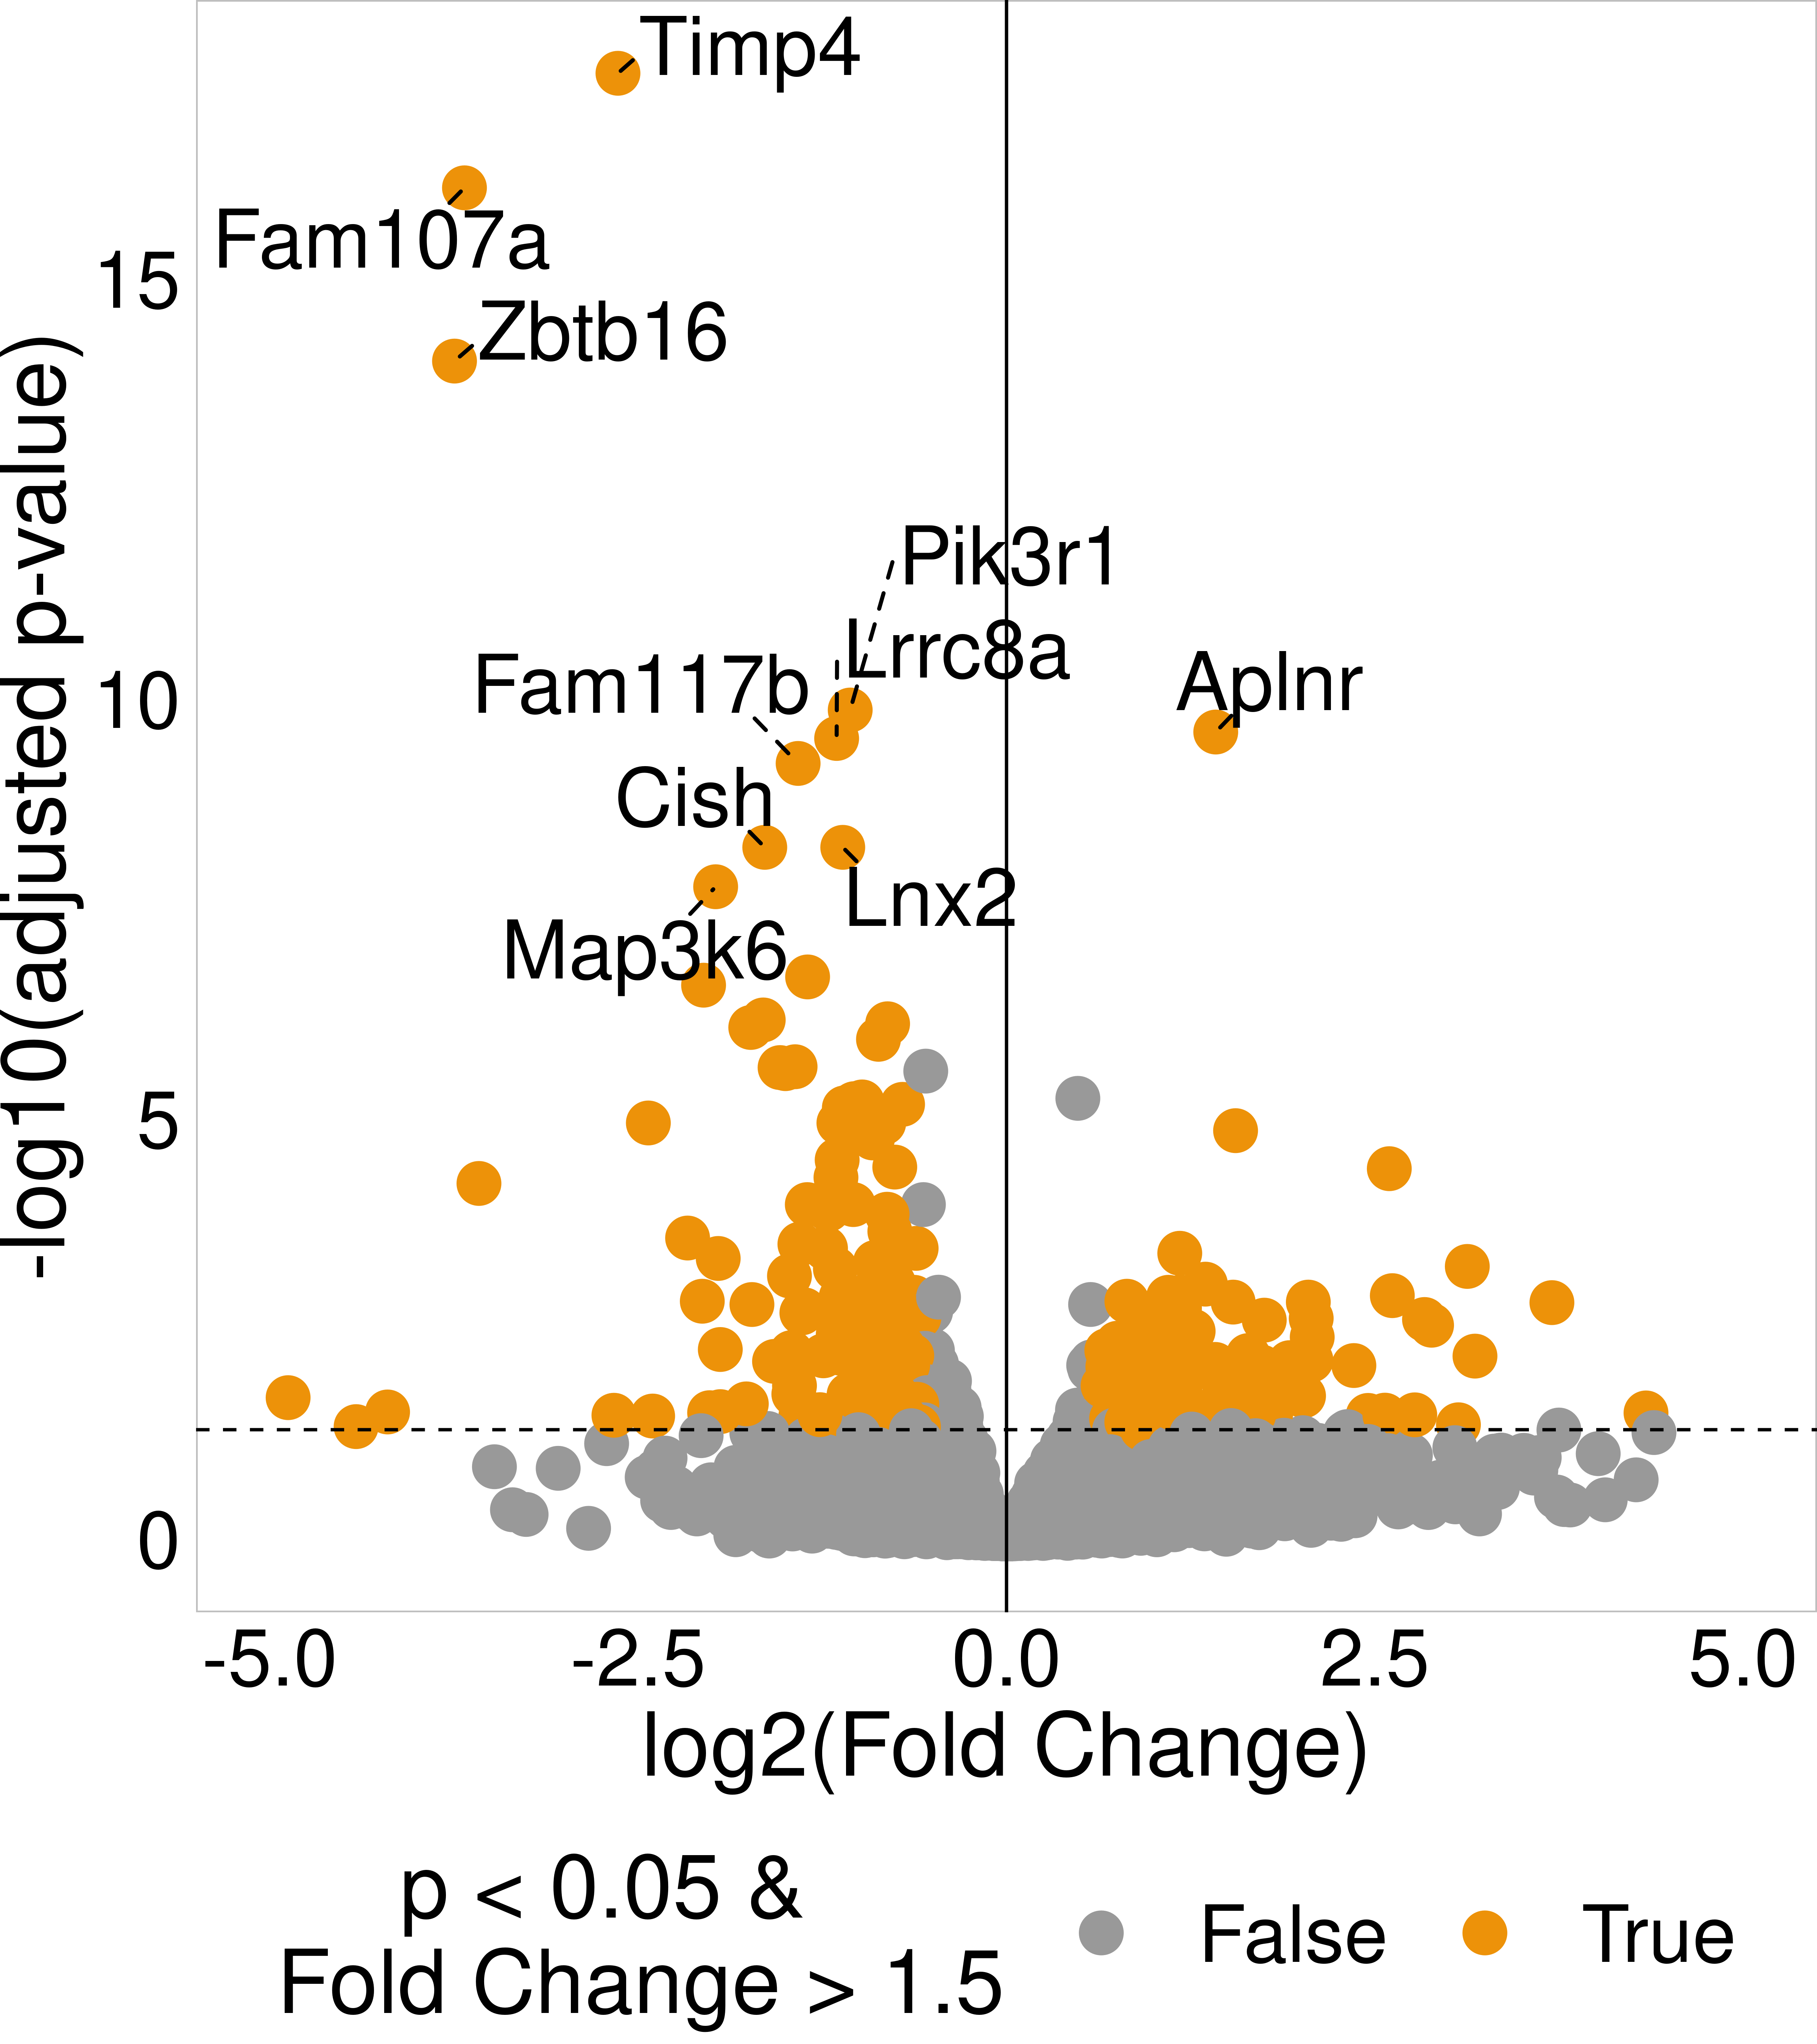 Timp4
Fam107a
Zbtb16
Pik3r1
Lrrc8a
Fam117b
Aplnr
Cish
Lnx2
Map3k6
-log10(adjusted p-value)
15
10
5
0
-5.0
-2.5
0.0
2.5
5.0
log2(Fold Change)
p < 0.05 &
Fold Change > 1.5
False
True